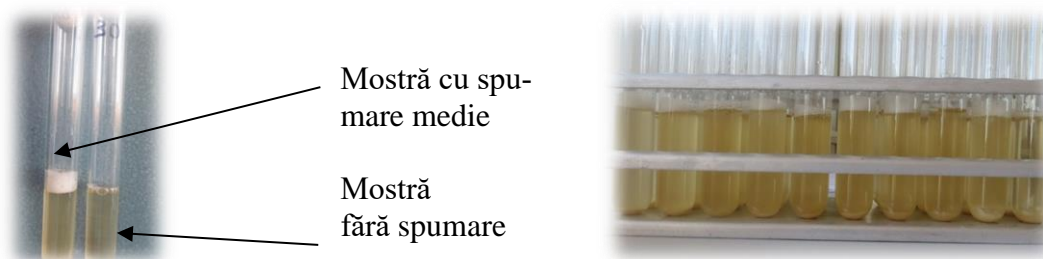 30
Mostră cu spu-
mare medie
Mostră
fără spumare